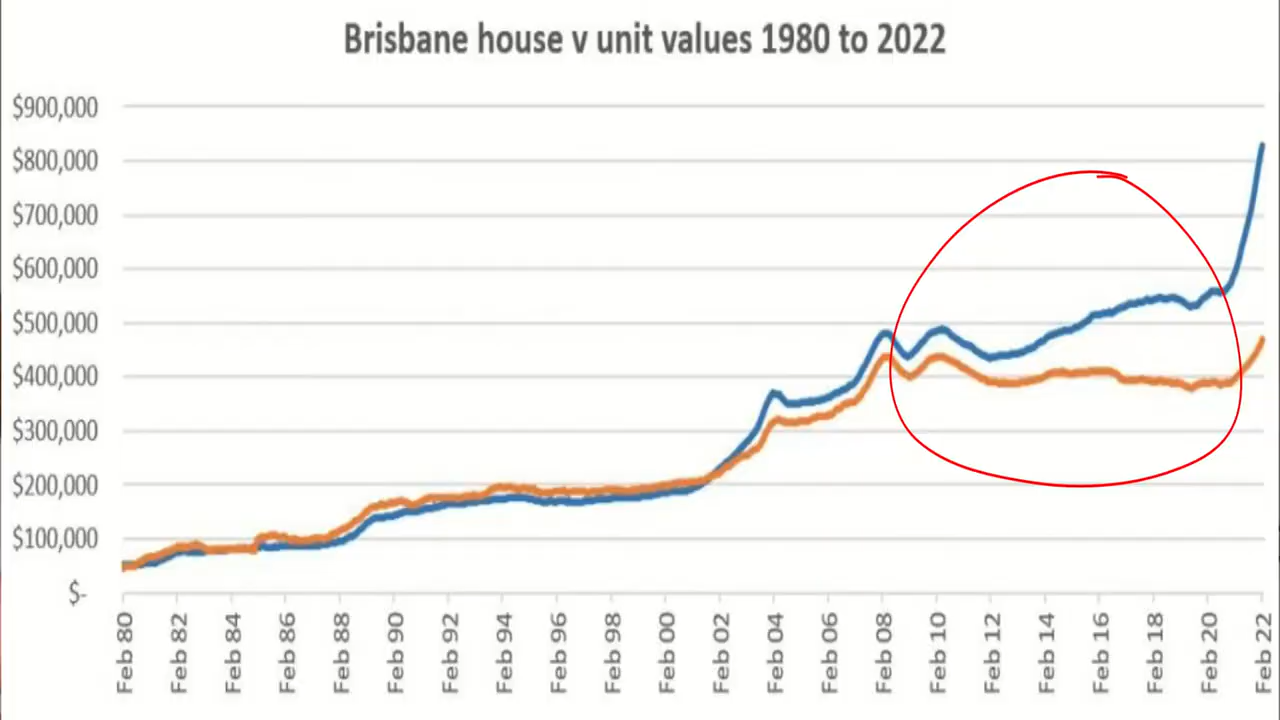 Brisbane house v unit values 1980 to 2022
$900,000
$800,000
$700,000
$600,000
$500,000
$400,000
$300,000
$200,000
$100,000
$-
Feb 80
Feb 82
Feb 84
Feb 86
Feb 88
Feb 90
Feb 92
Feb 94
Feb 96
Feb 98
Feb 00
Feb 02
Feb 04
Feb 06
Feb 08
Feb 10
Feb 12
Feb 14
Feb 16
Feb 18
Feb 20
Feb 22